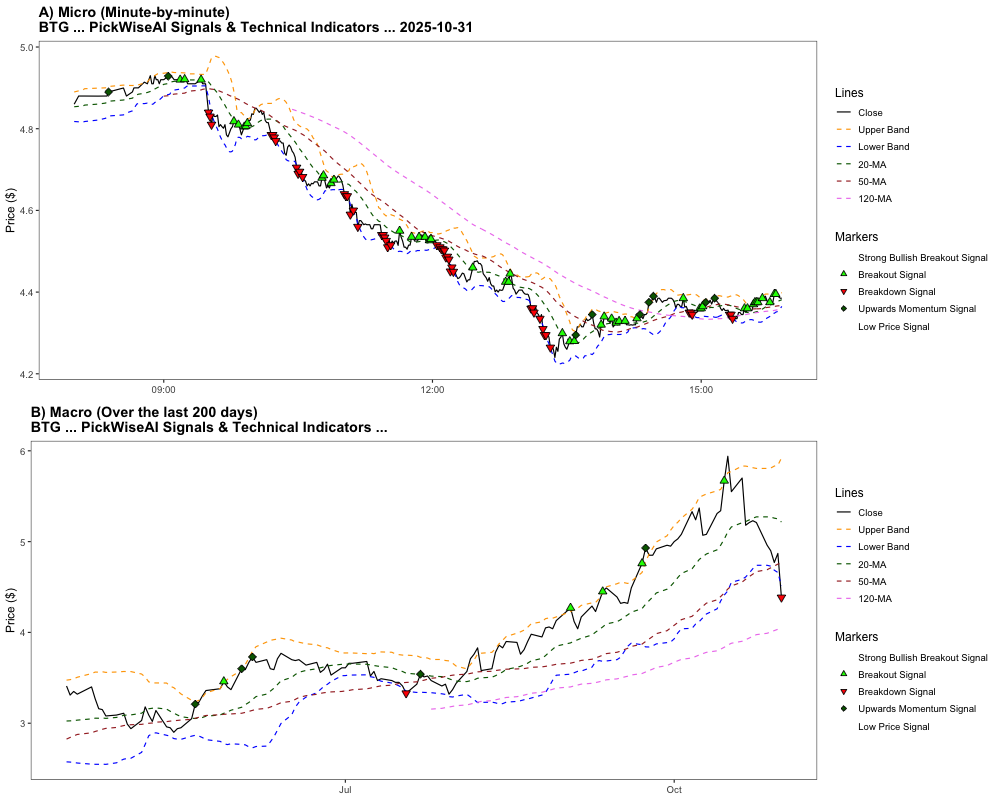 A) Micro (Minute-by-minute)
BTG ... PickWiseAI Signals & Technical Indicators ... 2025-10-31
Price ($)
5.0
4.8
4.6
4.4
4.2
09:00
12:00
15:00
Lines
Close
Upper Band
Lower Band
20-MA
50-MA
120-MA
Markers
Strong Bullish Breakout Signal
Breakout Signal
Breakdown Signal
Upwards Momentum Signal
Low Price Signal
B) Macro (Over the last 200 days)
BTG ... PickWiseAI Signals & Technical Indicators ...
Price ($)
6
5
4
3
Jul
Oct
Lines
Close
Upper Band
Lower Band
20-MA
50-MA
120-MA
Markers
Strong Bullish Breakout Signal
Breakout Signal
Breakdown Signal
Upwards Momentum Signal
Low Price Signal